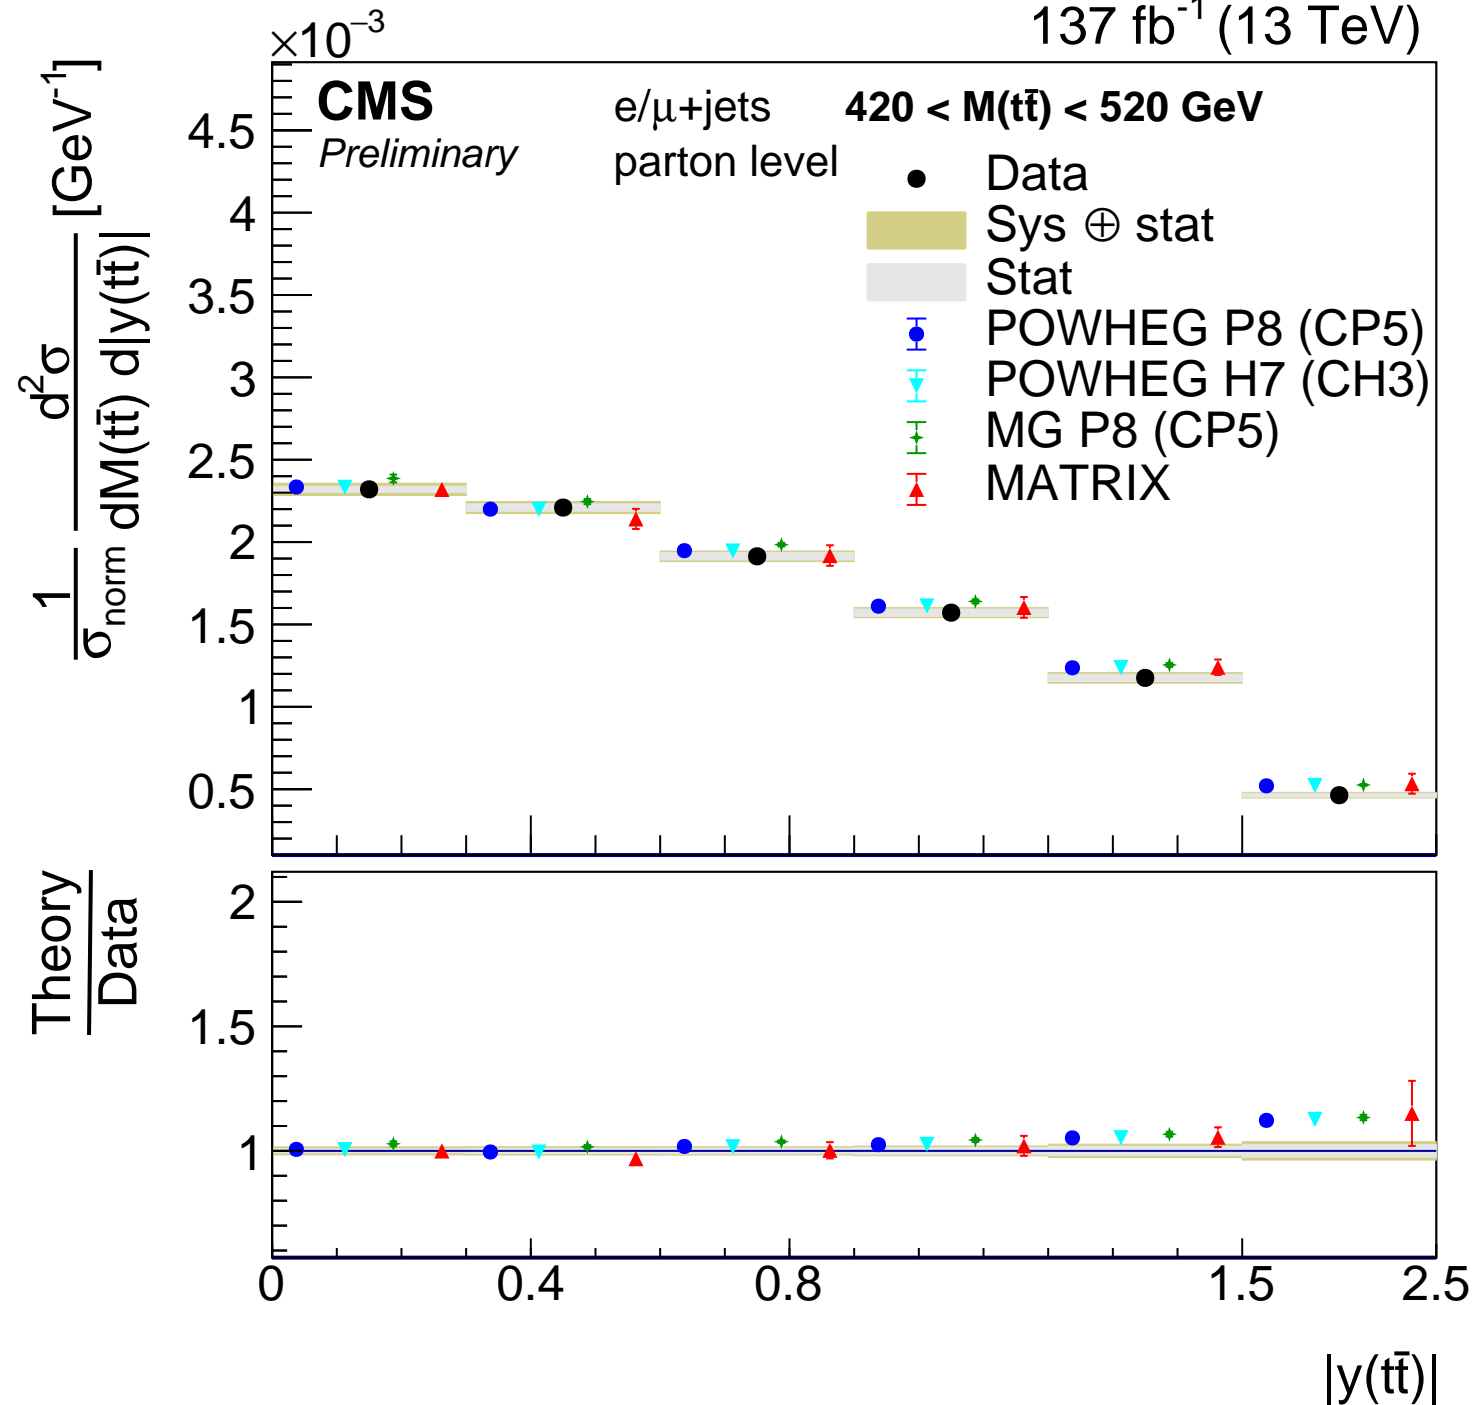 ×10⁻³
137 fb⁻¹ (13 TeV)
CMS
Preliminary
e/μ+jets
parton level
420 < M(tt̄) < 520 GeV
Data
Sys ⊕ stat
Stat
POWHEG P8 (CP5)
POWHEG H7 (CH3)
MG P8 (CP5)
MATRIX
1
σnorm
d²σ
dM(tt̄) d|y(tt̄)|
[GeV⁻¹]
4.5
4
3.5
3
2.5
2
1.5
1
0.5
Theory
Data
2
1.5
1
0
0.4
0.8
1.5
2.5
|y(tt̄)|